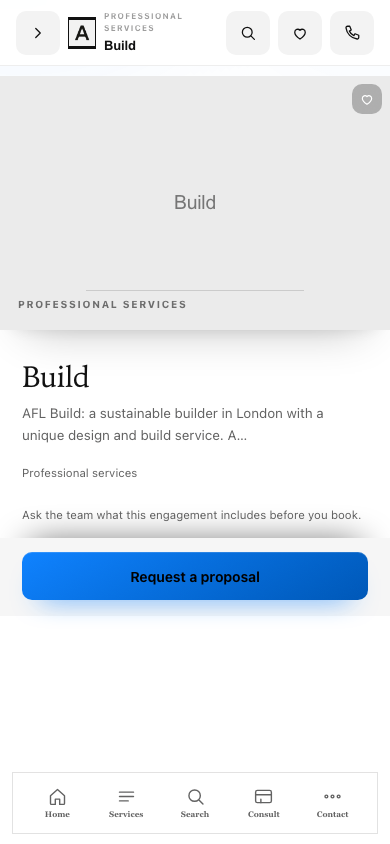 A
PROFESSIONAL
SERVICES
Build
Build
PROFESSIONAL SERVICES
Build
AFL Build: a sustainable builder in London with a
unique design and build service. A...
Professional services
Ask the team what this engagement includes before you book.
Request a proposal
Home
Services
Search
Consult
Contact